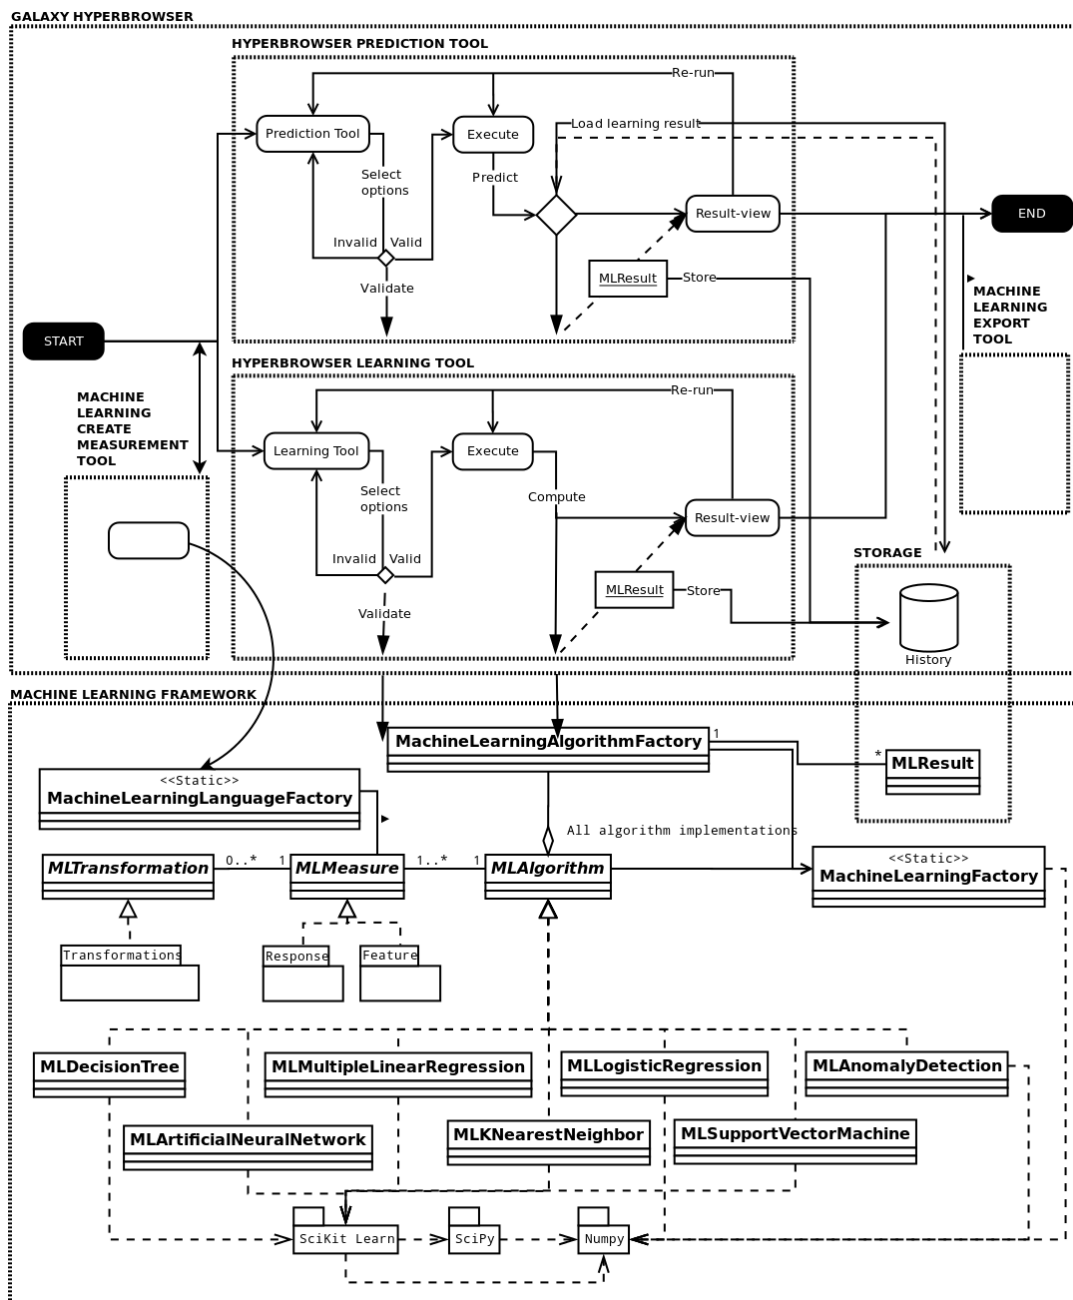 GALAXY HYPERBROWSER
HYPERBROWSER PREDICTION TOOL
Re-run
Load learning result
Prediction Tool
Execute
Select
options
Predict
Result-view
END
Invalid
Valid
MLResult
Store
Validate
MACHINE
LEARNING
EXPORT
TOOL
START
HYPERBROWSER LEARNING TOOL
Re-run
MACHINE
LEARNING
CREATE
MEASUREMENT
TOOL
Learning Tool
Execute
Select
options
Compute
Result-view
Invalid
Valid
STORAGE
MLResult
Store
Validate
History
MACHINE LEARNING FRAMEWORK
MachineLearningAlgorithmFactory
1
*
MLResult
<<Static>>
MachineLearningLanguageFactory
All algorithm implementations
MLTransformation
0..*
1
MLMeasure
1..*
1
MLAlgorithm
<<Static>>
MachineLearningFactory
Transformations
Response
Feature
MLDecisionTree
MLMultipleLinearRegression
MLLogisticRegression
MLAnomalyDetection
MLArtificialNeuralNetwork
MLKNearestNeighbor
MLSupportVectorMachine
SciKit Learn
SciPy
Numpy